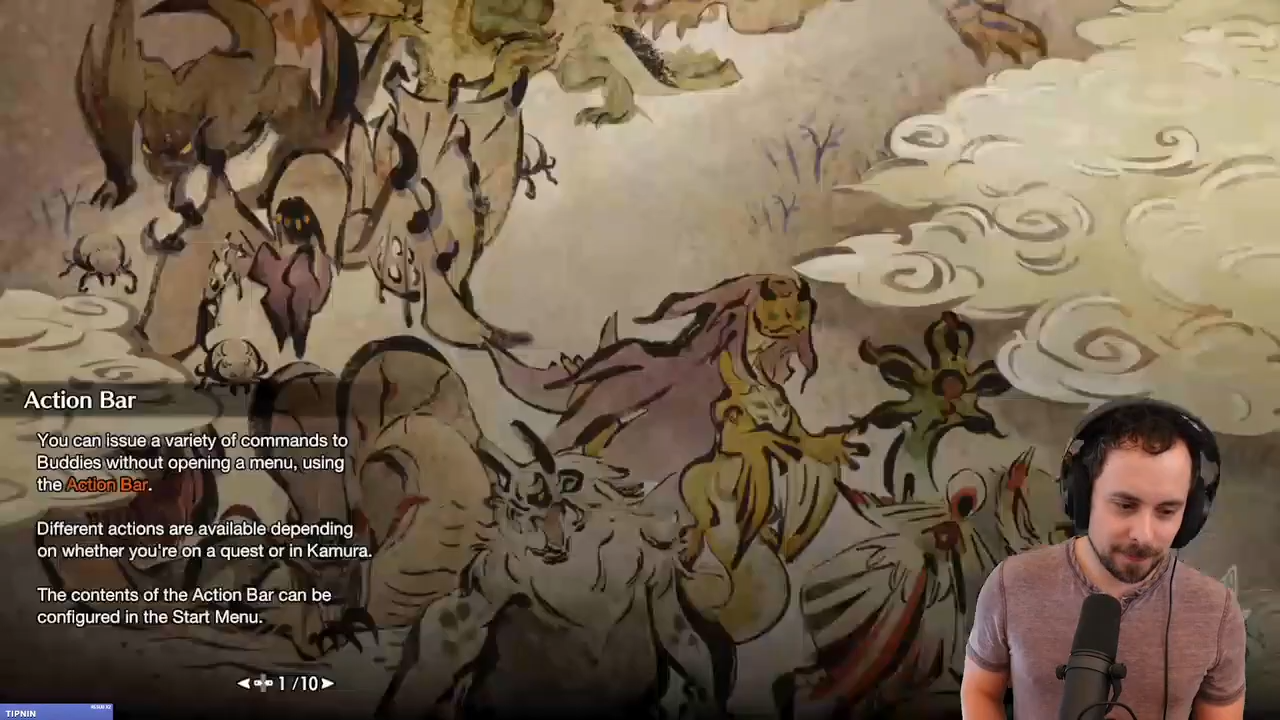 Action Bar
You can issue a variety of commands to
Buddies without opening a menu, using
the Action Bar.
Different actions are available depending
on whether you're on a quest or in Kamura.
The contents of the Action Bar can be
configured in the Start Menu.
1 / 10
TIPNIN